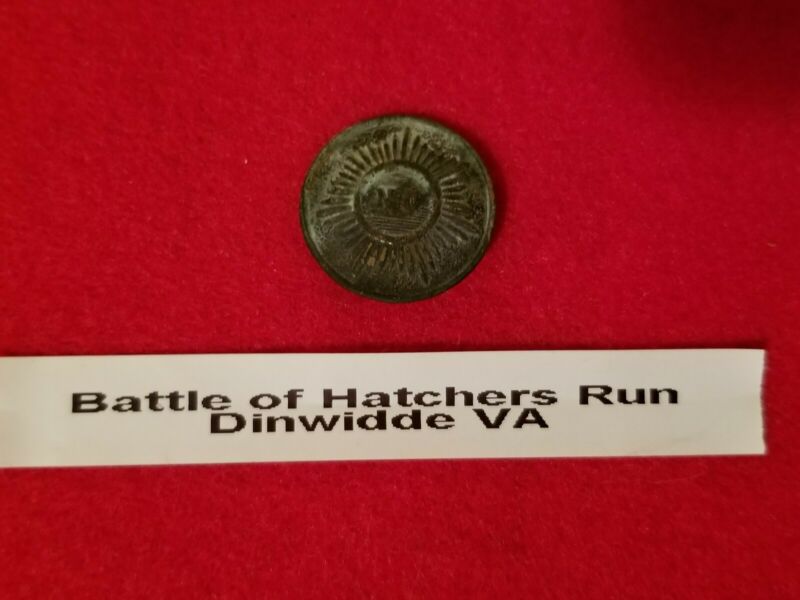 Battle of Hatchers Run
Dinwidde VA